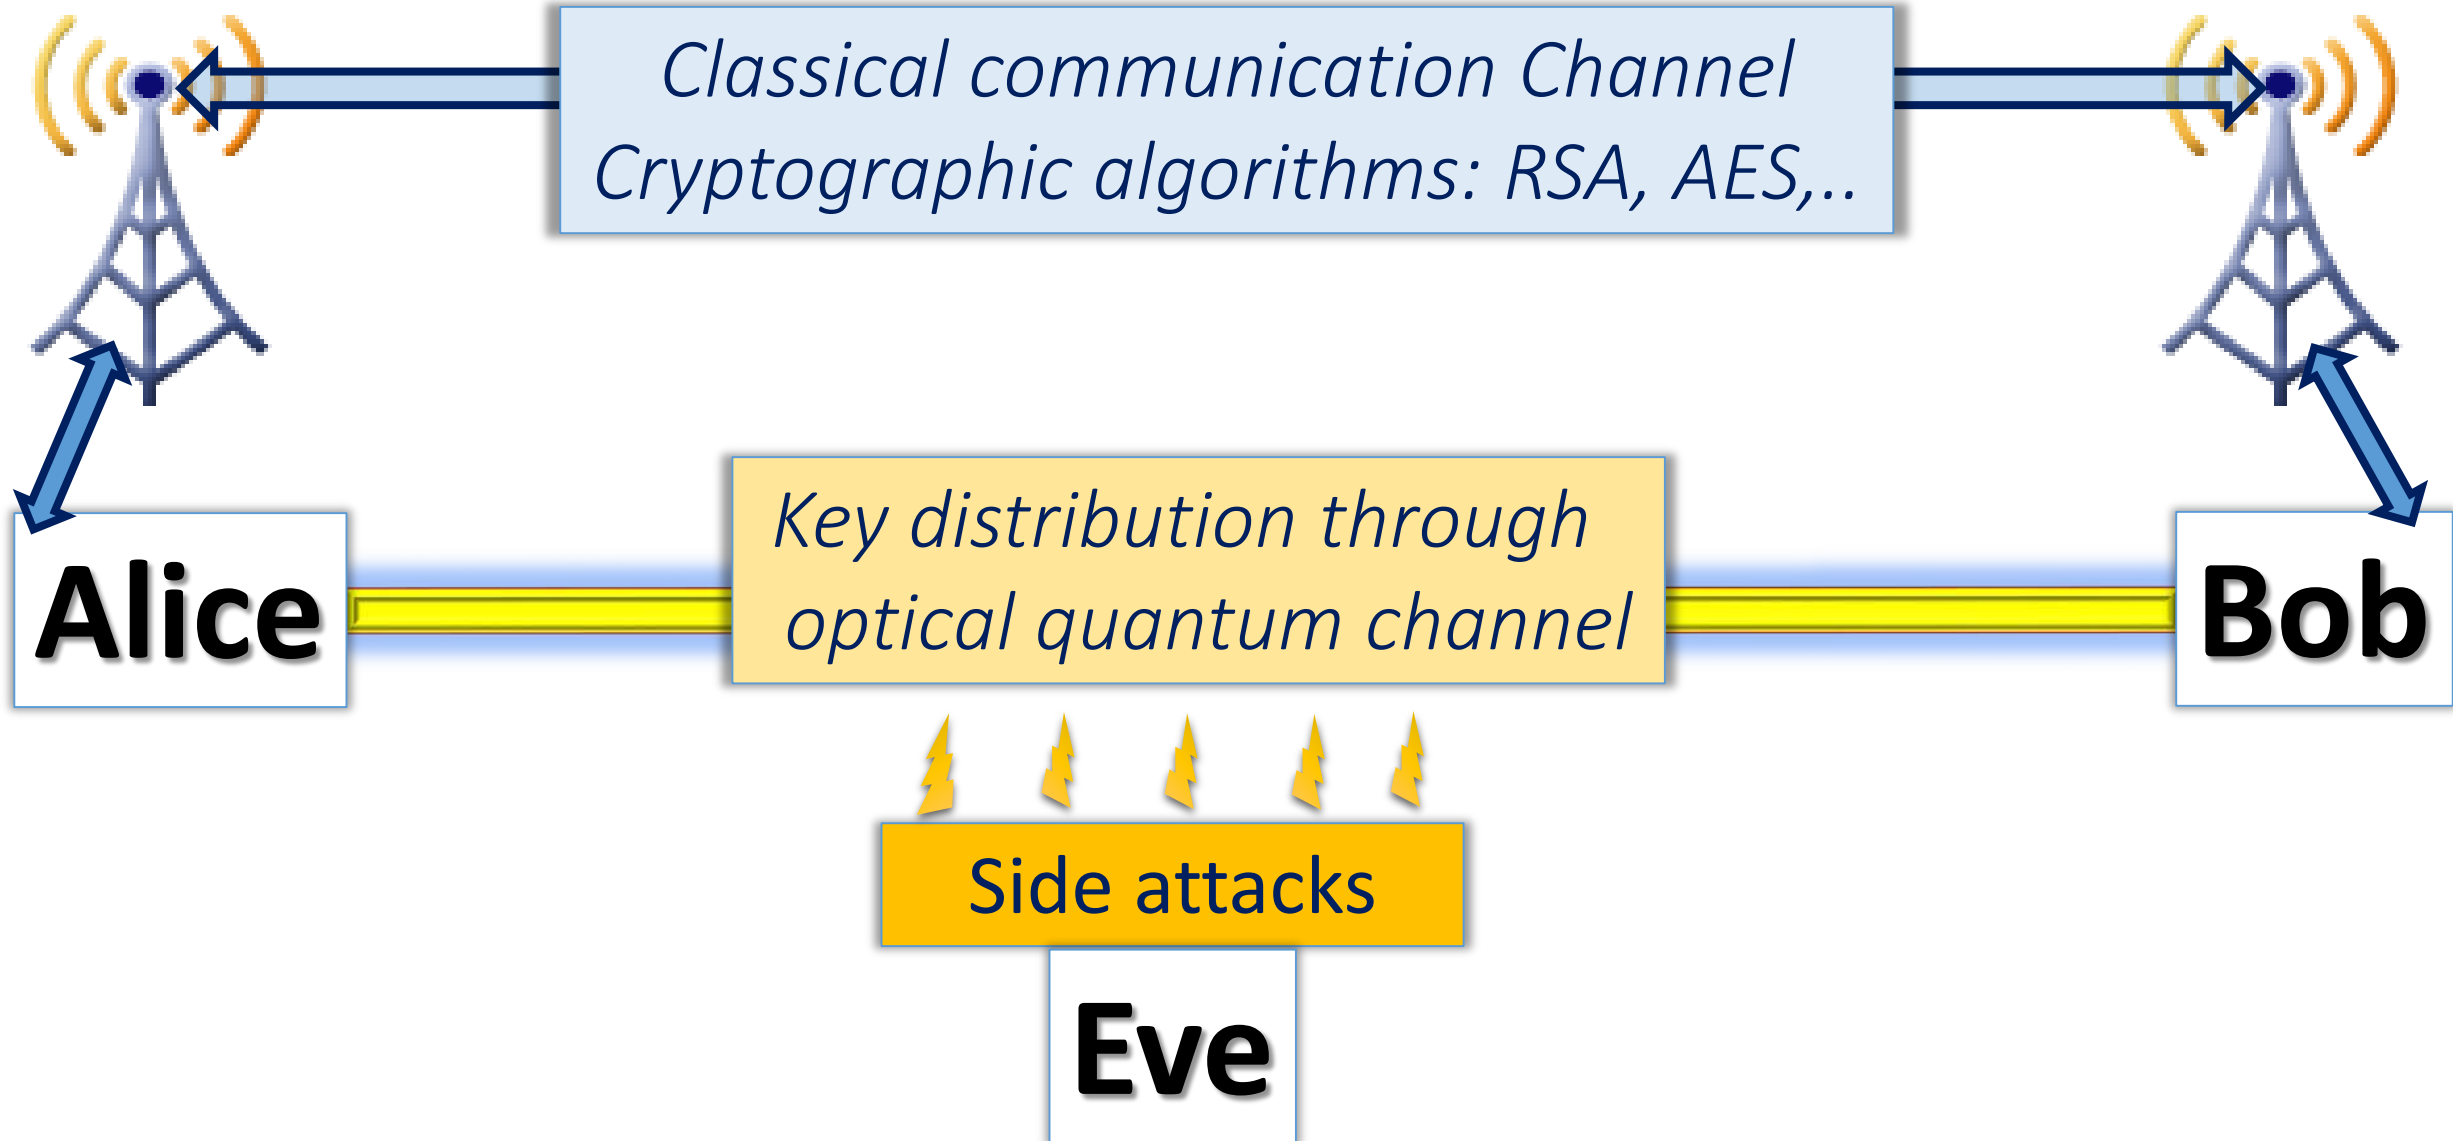 Classical communication Channel
Cryptographic algorithms: RSA, AES,..
Key distribution through
optical quantum channel
Alice
Bob
Side attacks
Eve